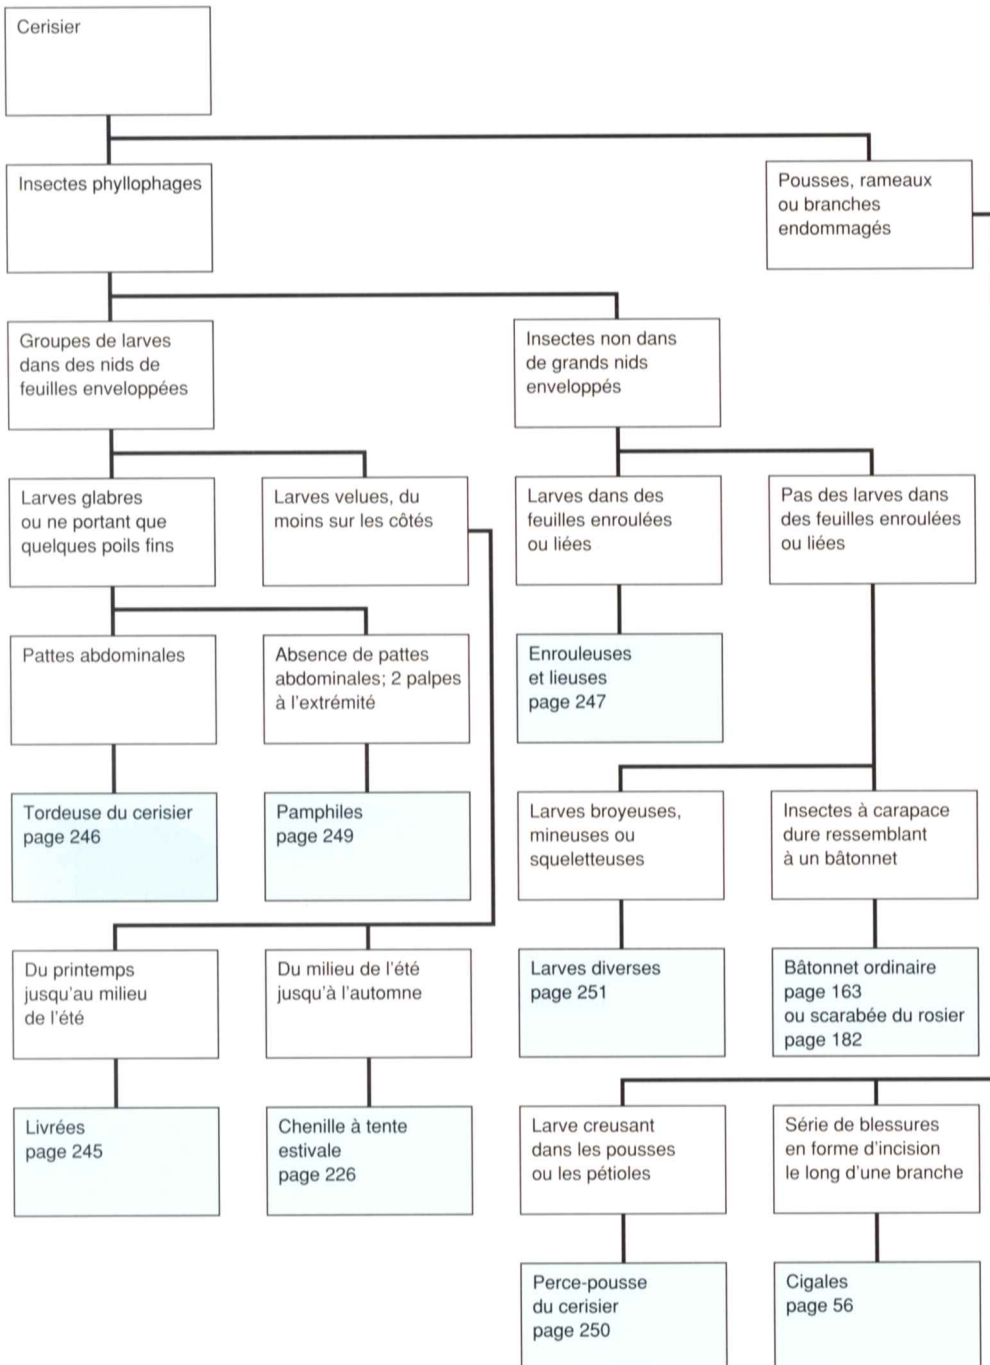 Cerisier
Insectes phyllophages
Pousses, rameaux
ou branches
endommagés
Groupes de larves
dans des nids de
feuilles enveloppées
Insectes non dans
de grands nids
enveloppés
Larves glabres
ou ne portant que
quelques poils fins
Larves velues, du
moins sur les côtés
Larves dans des
feuilles enroulées
ou liées
Pas des larves dans
des feuilles enroulées
ou liées
Pattes abdominales
Absence de pattes
abdominales; 2 palpes
à l'extrémité
Enrouleuses
et lieuses
page 247
Tordeuse du cerisier
page 246
Pamphiles
page 249
Larves broyeuses,
mineuses ou
squeletteuses
Insectes à carapace
dure ressemblant
à un bâtonnet
Du printemps
jusqu'au milieu
de l'été
Du milieu de l'été
jusqu'à l'automne
Larves diverses
page 251
Bâtonnet ordinaire
page 163
ou scarabée du rosier
page 182
Livrées
page 245
Chenille à tente
estivale
page 226
Larve creusant
dans les pousses
ou les pétioles
Série de blessures
en forme d'incision
le long d'une branche
Perce-pousse
du cerisier
page 250
Cigales
page 56